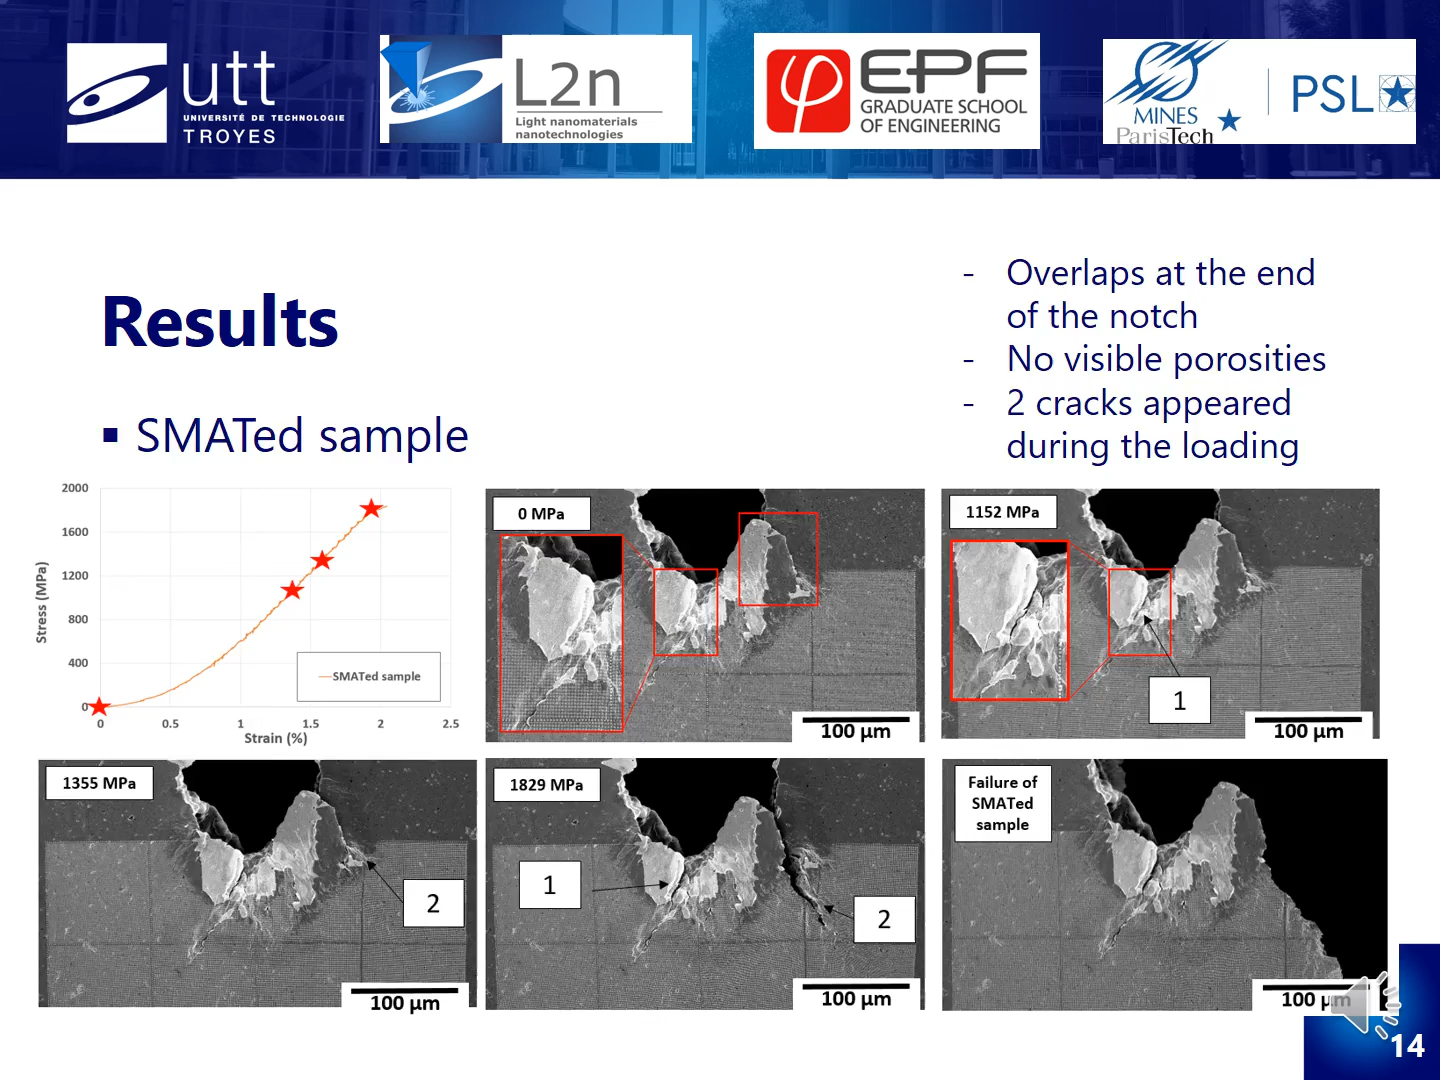 utt
UNIVERSITÉ DE TECHNOLOGIE
TROYES
L2n
Light nanomaterials
nanotechnologies
EPF
GRADUATE SCHOOL
OF ENGINEERING
MINES
ParisTech
PSL
Results
- Overlaps at the end
of the notch
- No visible porosities
- 2 cracks appeared
during the loading
▪ SMATed sample
2000
1600
1200
800
400
0
Stress (MPa)
0
0.5
1
1.5
2
2.5
Strain (%)
SMATed sample
0 MPa
100 µm
1152 MPa
1
100 µm
1355 MPa
2
100 µm
1829 MPa
1
2
100 µm
Failure of
SMATed
sample
100 µm
14